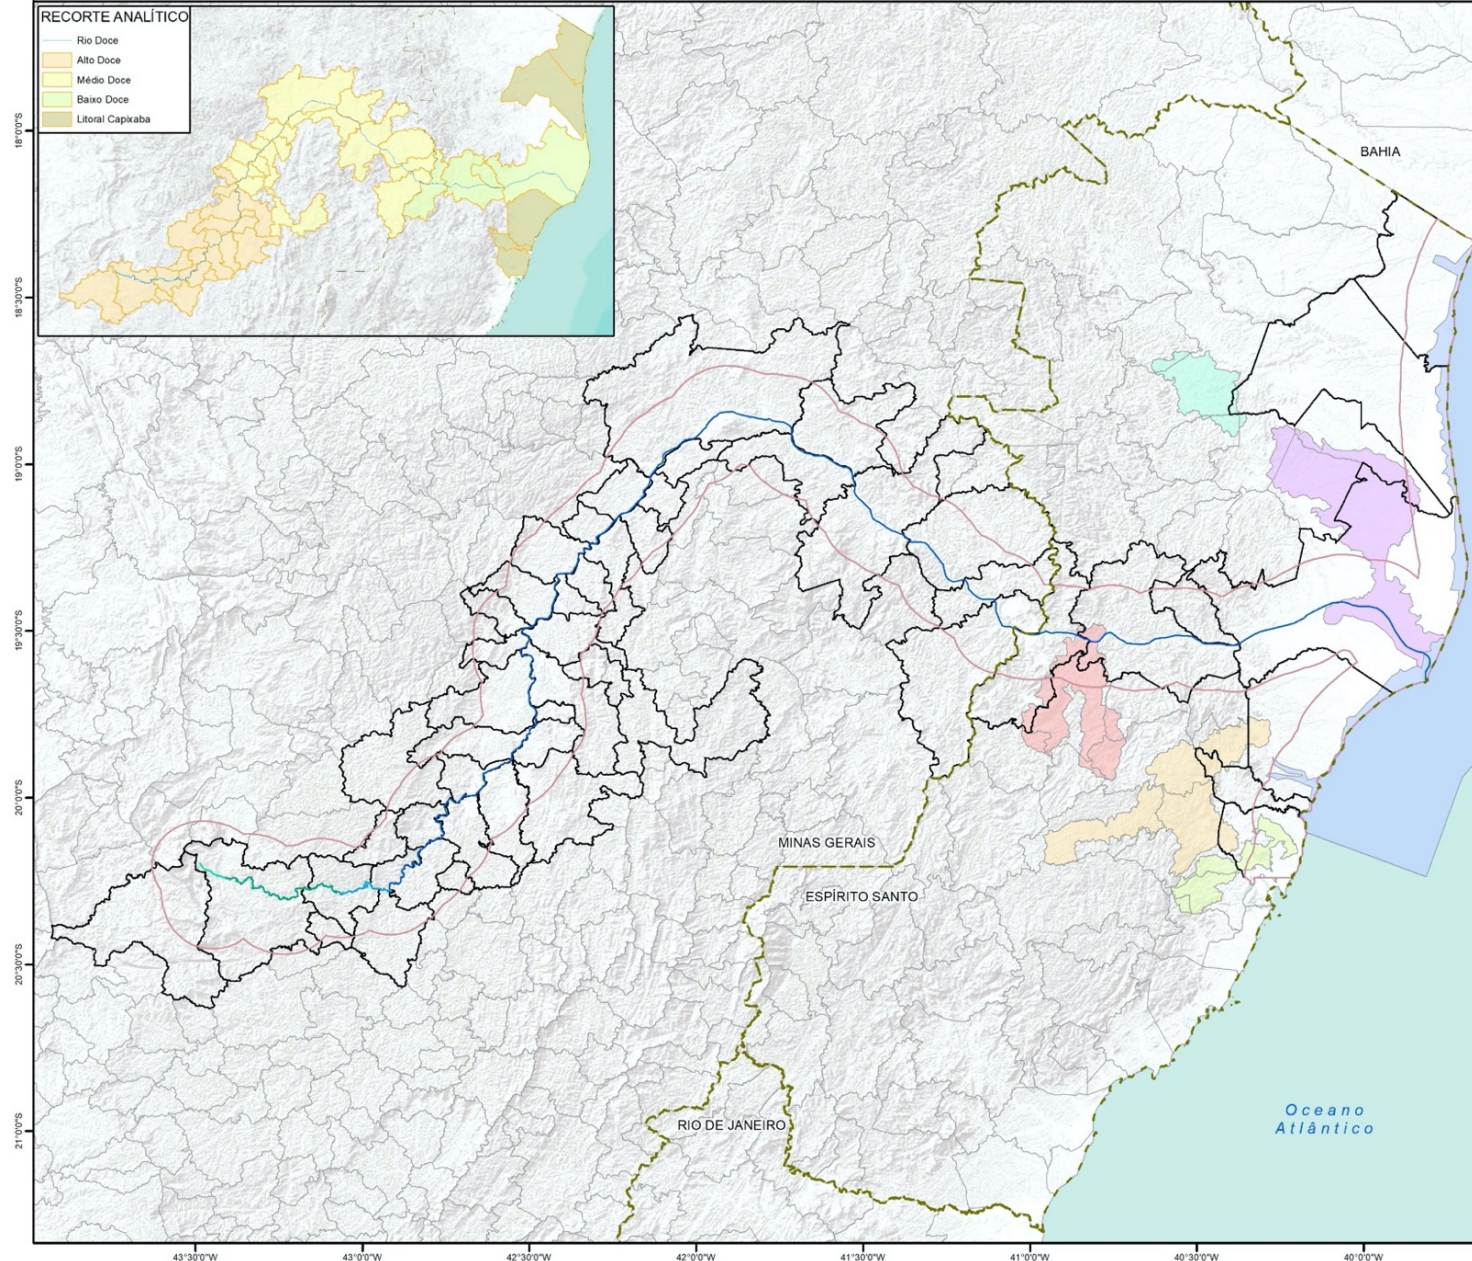 RECORTE ANALÍTICO
Rio Doce
Alto Doce
Médio Doce
Baixo Doce
Litoral Capixaba
BAHIA
MINAS GERAIS
ESPÍRITO SANTO
RIO DE JANEIRO
Oceano
Atlântico
18°0'0"S
18°30'0"S
19°0'0"S
19°30'0"S
20°0'0"S
20°30'0"S
21°0'0"S
43°30'0"W
43°0'0"W
42°30'0"W
42°0'0"W
41°30'0"W
41°0'0"W
40°30'0"W
40°0'0"W